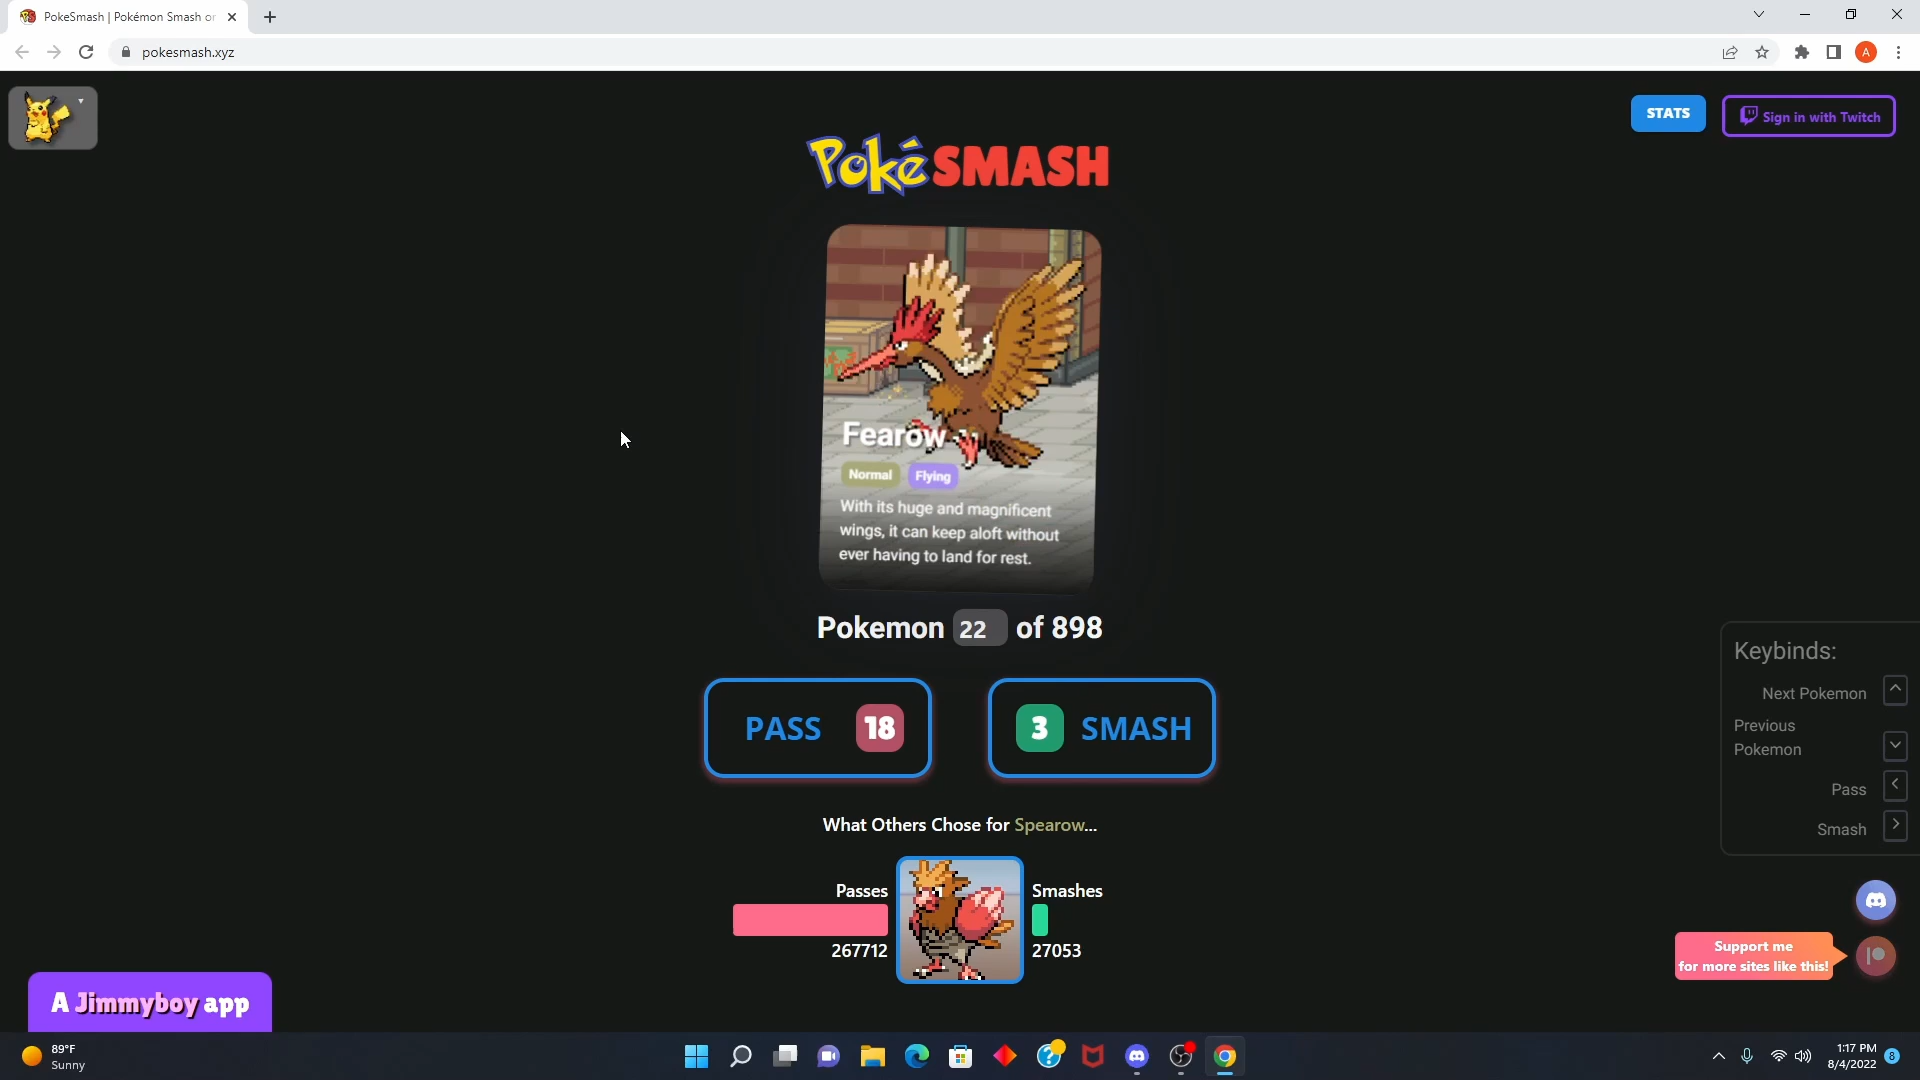 PokeSmash | Pokémon Smash or
pokesmash.xyz
A
STATS
Sign in with Twitch
Poké SMASH
Fearow
Normal Flying
With its huge and magnificent
wings, it can keep aloft without
ever having to land for rest.
Pokemon 22 of 898
PASS 18
3 SMASH
What Others Chose for Spearow...
Passes
267712
Smashes
27053
Keybinds:
Next Pokemon
Previous
Pokemon
Pass
Smash
Support me
for more sites like this!
A Jimmyboy app
89°F
Sunny
1:17 PM
8/4/2022
8